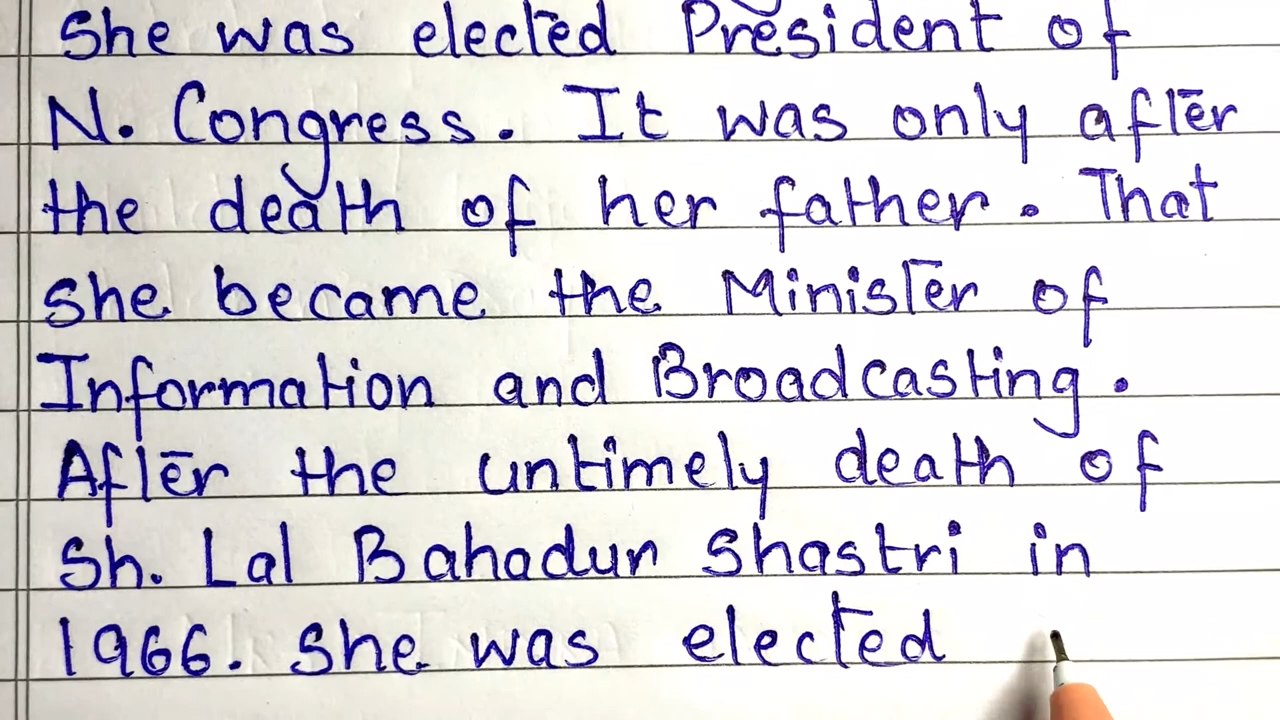 She was elected President of
N. Congress. It was only after
the death of her father. That
she became the Minister of
Information and Broadcasting.
After the untimely death of
Sh. Lal Bahadur Shastri in
1966. She was elected